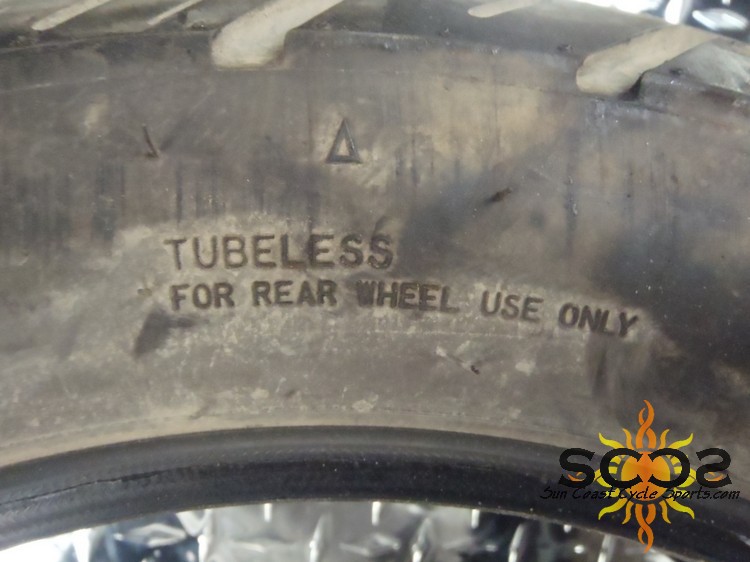 TUBELESS
FOR REAR WHEEL USE ONLY
SCCS
Sun Coast Cycle Sports.com